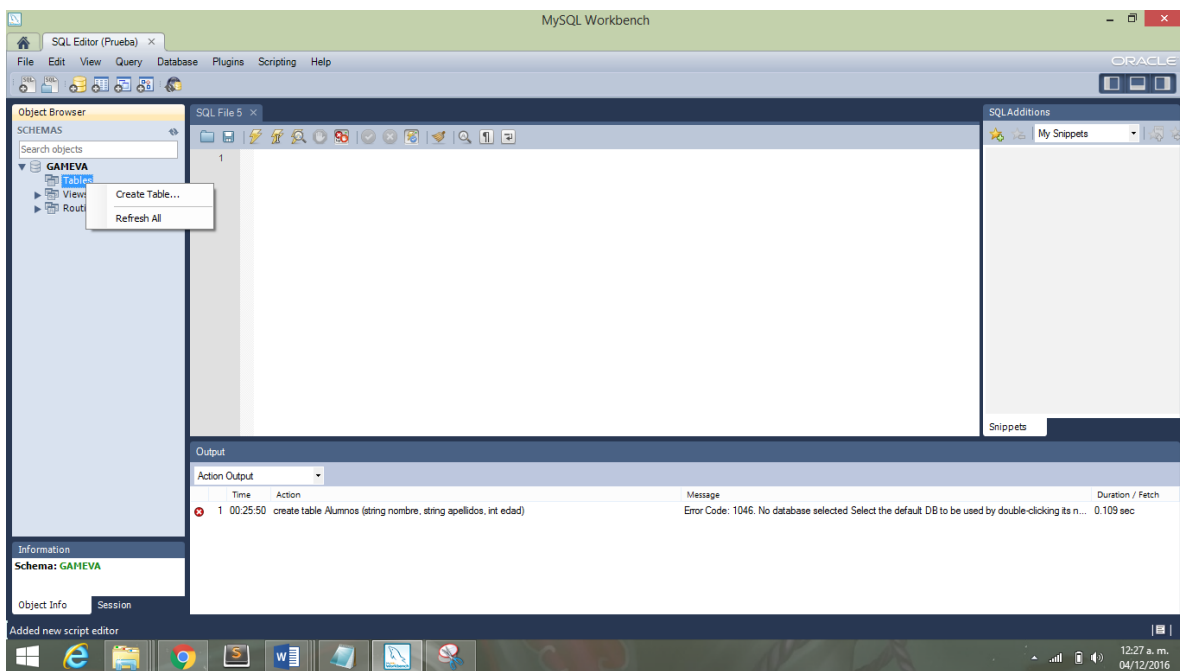 MySQL Workbench
SQL Editor (Prueba)
File Edit View Query Database Plugins Scripting Help
ORACLE
Object Browser
SCHEMAS
Search objects
GAMEVA
Tables
Views
Routi
Create Table...
Refresh All
SQL File 5
1
SQLAdditions
My Snippets
Snippets
Output
Action Output
Time Action Message Duration / Fetch
1 00:25:50 create table Alumnos (string nombre, string apellidos, int edad) Error Code: 1046. No database selected Select the default DB to be used by double-clicking its n... 0.109 sec
Information
Schema: GAMEVA
Object Info Session
Added new script editor
12:27 a. m.
04/12/2016